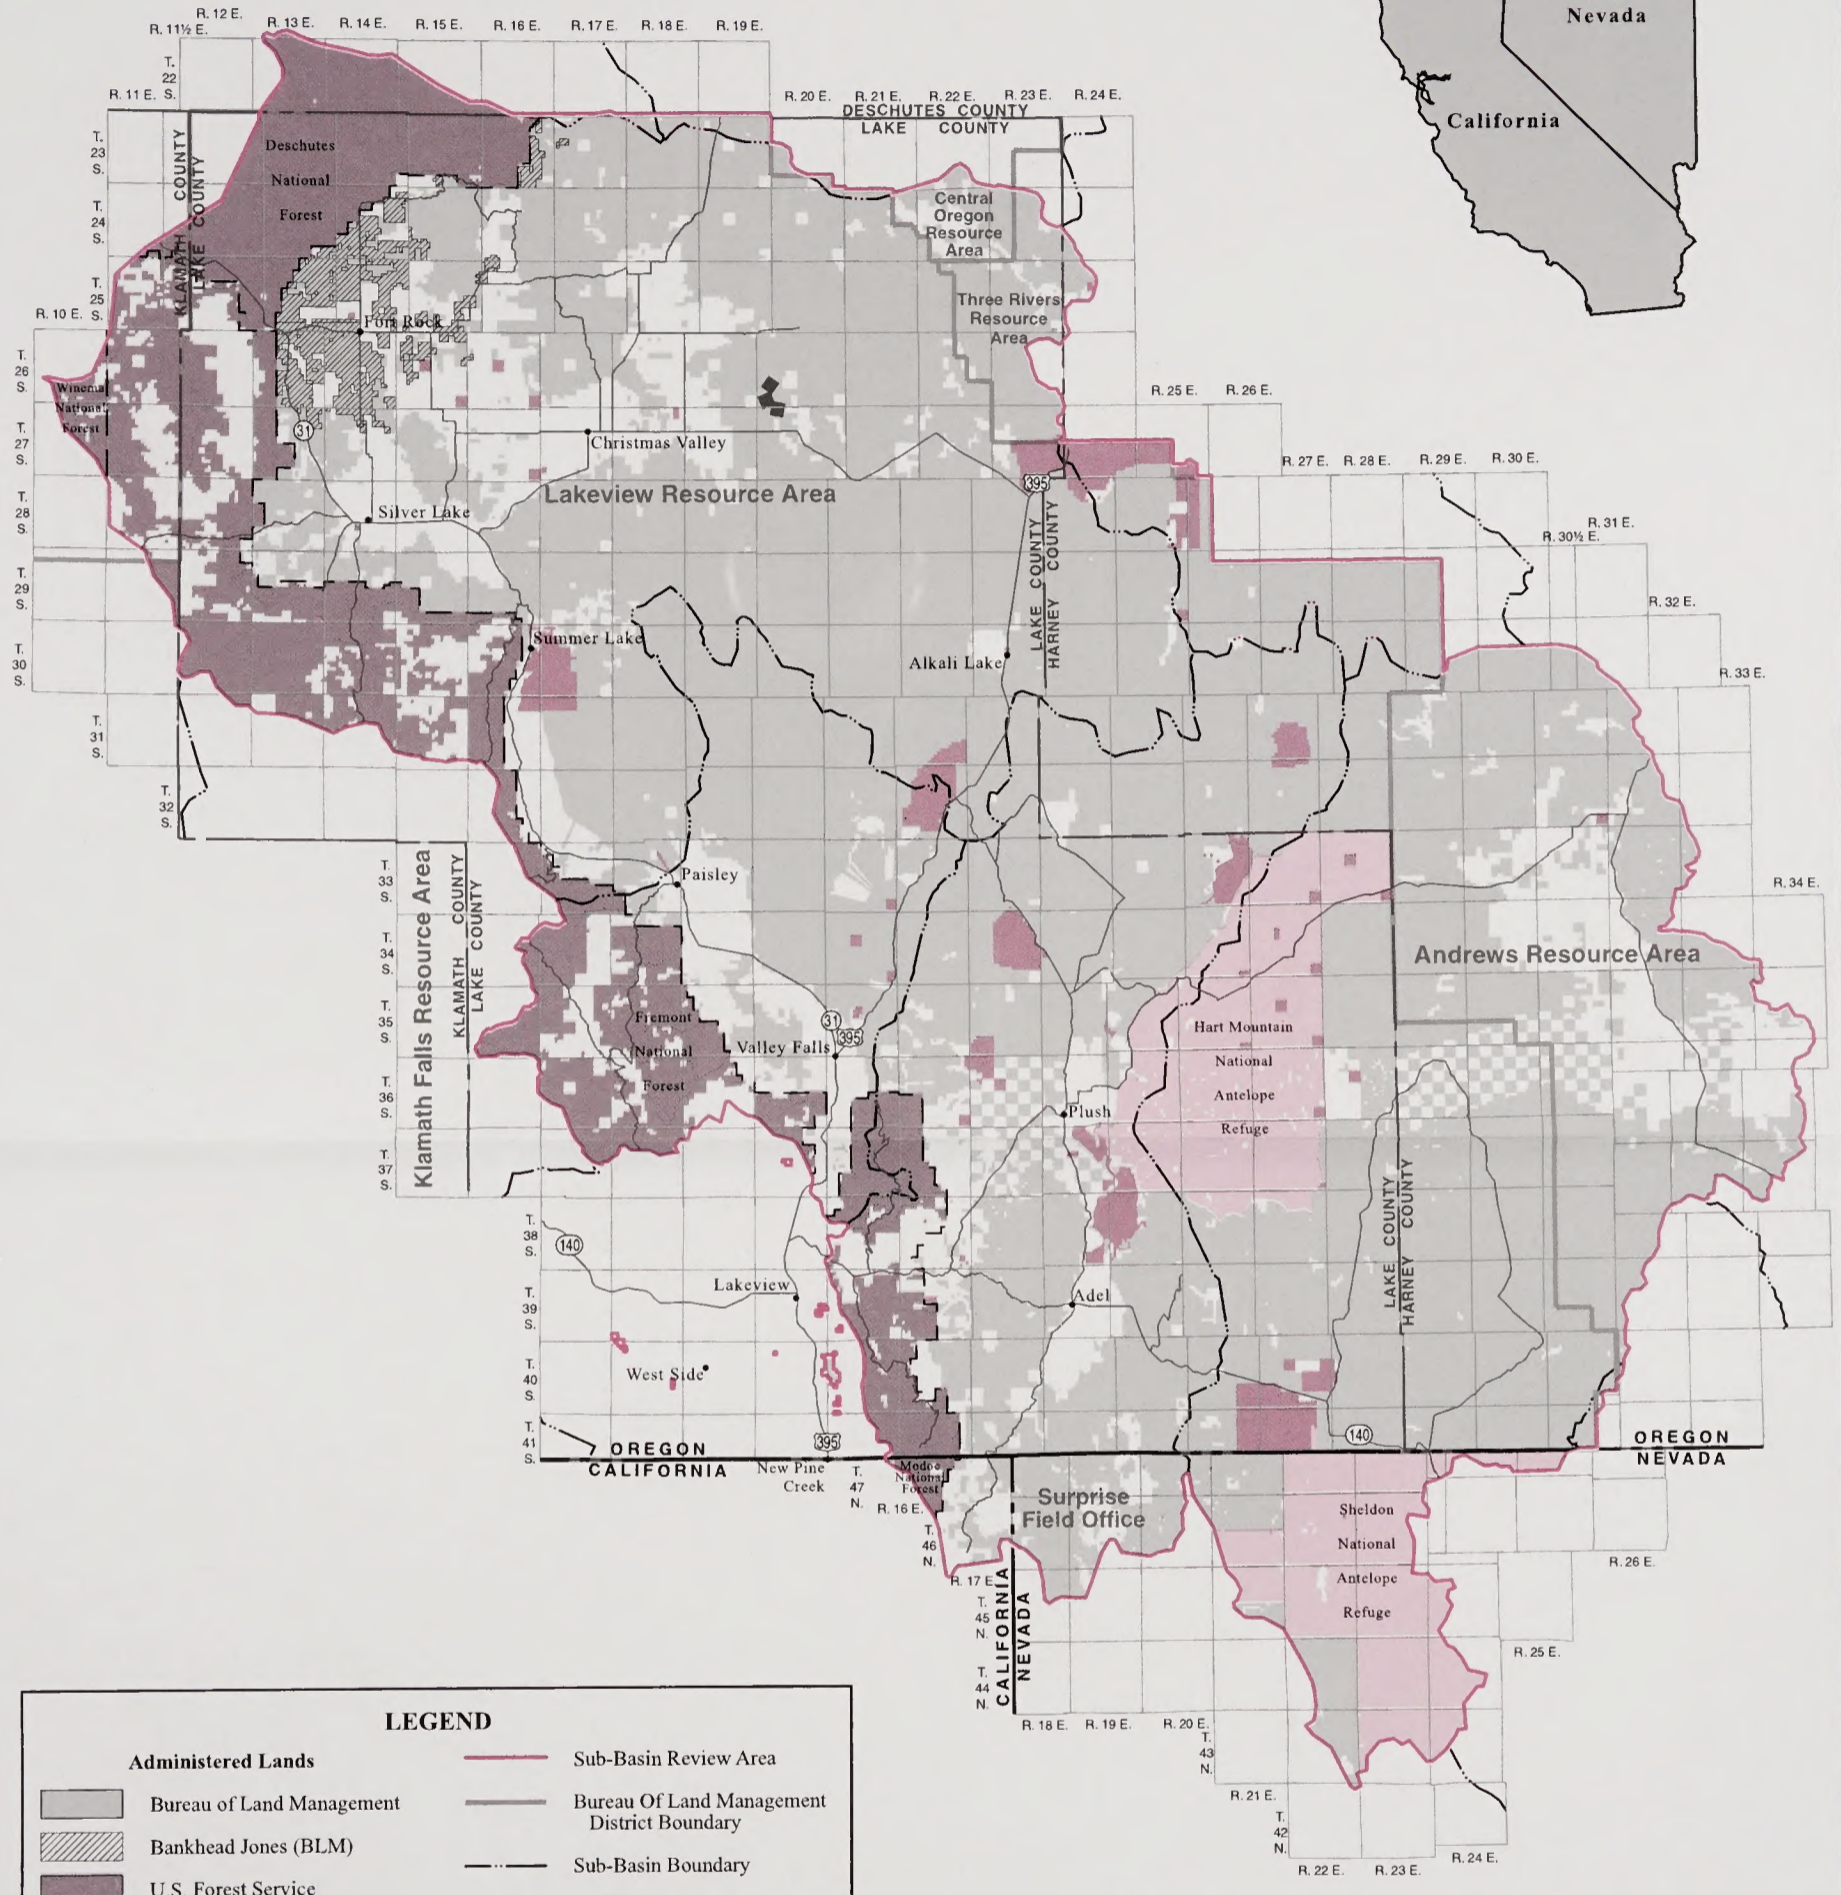 Nevada
California
R. 11½ E.
R. 12 E.
R. 13 E.
R. 14 E.
R. 15 E.
R. 16 E.
R. 17 E.
R. 18 E.
R. 19 E.
R. 11 E.
T.
22
S.
R. 20 E.
R. 21 E.
R. 22 E.
R. 23 E.
R. 24 E.
DESCHUTES COUNTY
LAKE COUNTY
T.
23
S.
KLAMATH COUNTY
LAKE COUNTY
Deschutes
National
Forest
T.
24
S.
Central
Oregon
Resource
Area
T.
25
S.
R. 10 E.
Three Rivers
Resource
Area
Fort Rock
T.
26
S.
Winema
National
Forest
R. 25 E.
R. 26 E.
T.
27
S.
31
Christmas Valley
R. 27 E.
R. 28 E.
R. 29 E.
R. 30 E.
395
Lakeview Resource Area
T.
28
S.
Silver Lake
R. 30½ E.
R. 31 E.
LAKE COUNTY
HARNEY COUNTY
T.
29
S.
R. 32 E.
Summer Lake
Alkali Lake
T.
30
S.
R. 33 E.
T.
31
S.
T.
32
S.
Klamath Falls Resource Area
KLAMATH COUNTY
LAKE COUNTY
T.
33
S.
Paisley
R. 34 E.
T.
34
S.
Andrews Resource Area
T.
35
S.
Fremont
National
Forest
31
395
Valley Falls
Hart Mountain
National
Antelope
Refuge
T.
36
S.
Plush
T.
37
S.
LAKE COUNTY
HARNEY COUNTY
T.
38
S.
140
Lakeview
Adel
T.
39
S.
West Side
T.
40
S.
T.
41
S.
395
140
OREGON
CALIFORNIA
OREGON
NEVADA
New Pine
Creek
T.
47
N.
Modoc
National
Forest
R. 16 E.
Surprise
Field Office
Sheldon
National
Antelope
Refuge
T.
46
N.
R. 26 E.
R. 17 E.
T.
45
N.
CALIFORNIA
NEVADA
R. 25 E.
T.
44
N.
R. 18 E.
R. 19 E.
R. 20 E.
T.
43
N.
R. 21 E.
T.
42
N.
R. 22 E.
R. 23 E.
R. 24 E.
LEGEND
Administered Lands
Bureau of Land Management
Bankhead Jones (BLM)
U.S. Forest Service
Sub-Basin Review Area
Bureau Of Land Management
District Boundary
Sub-Basin Boundary